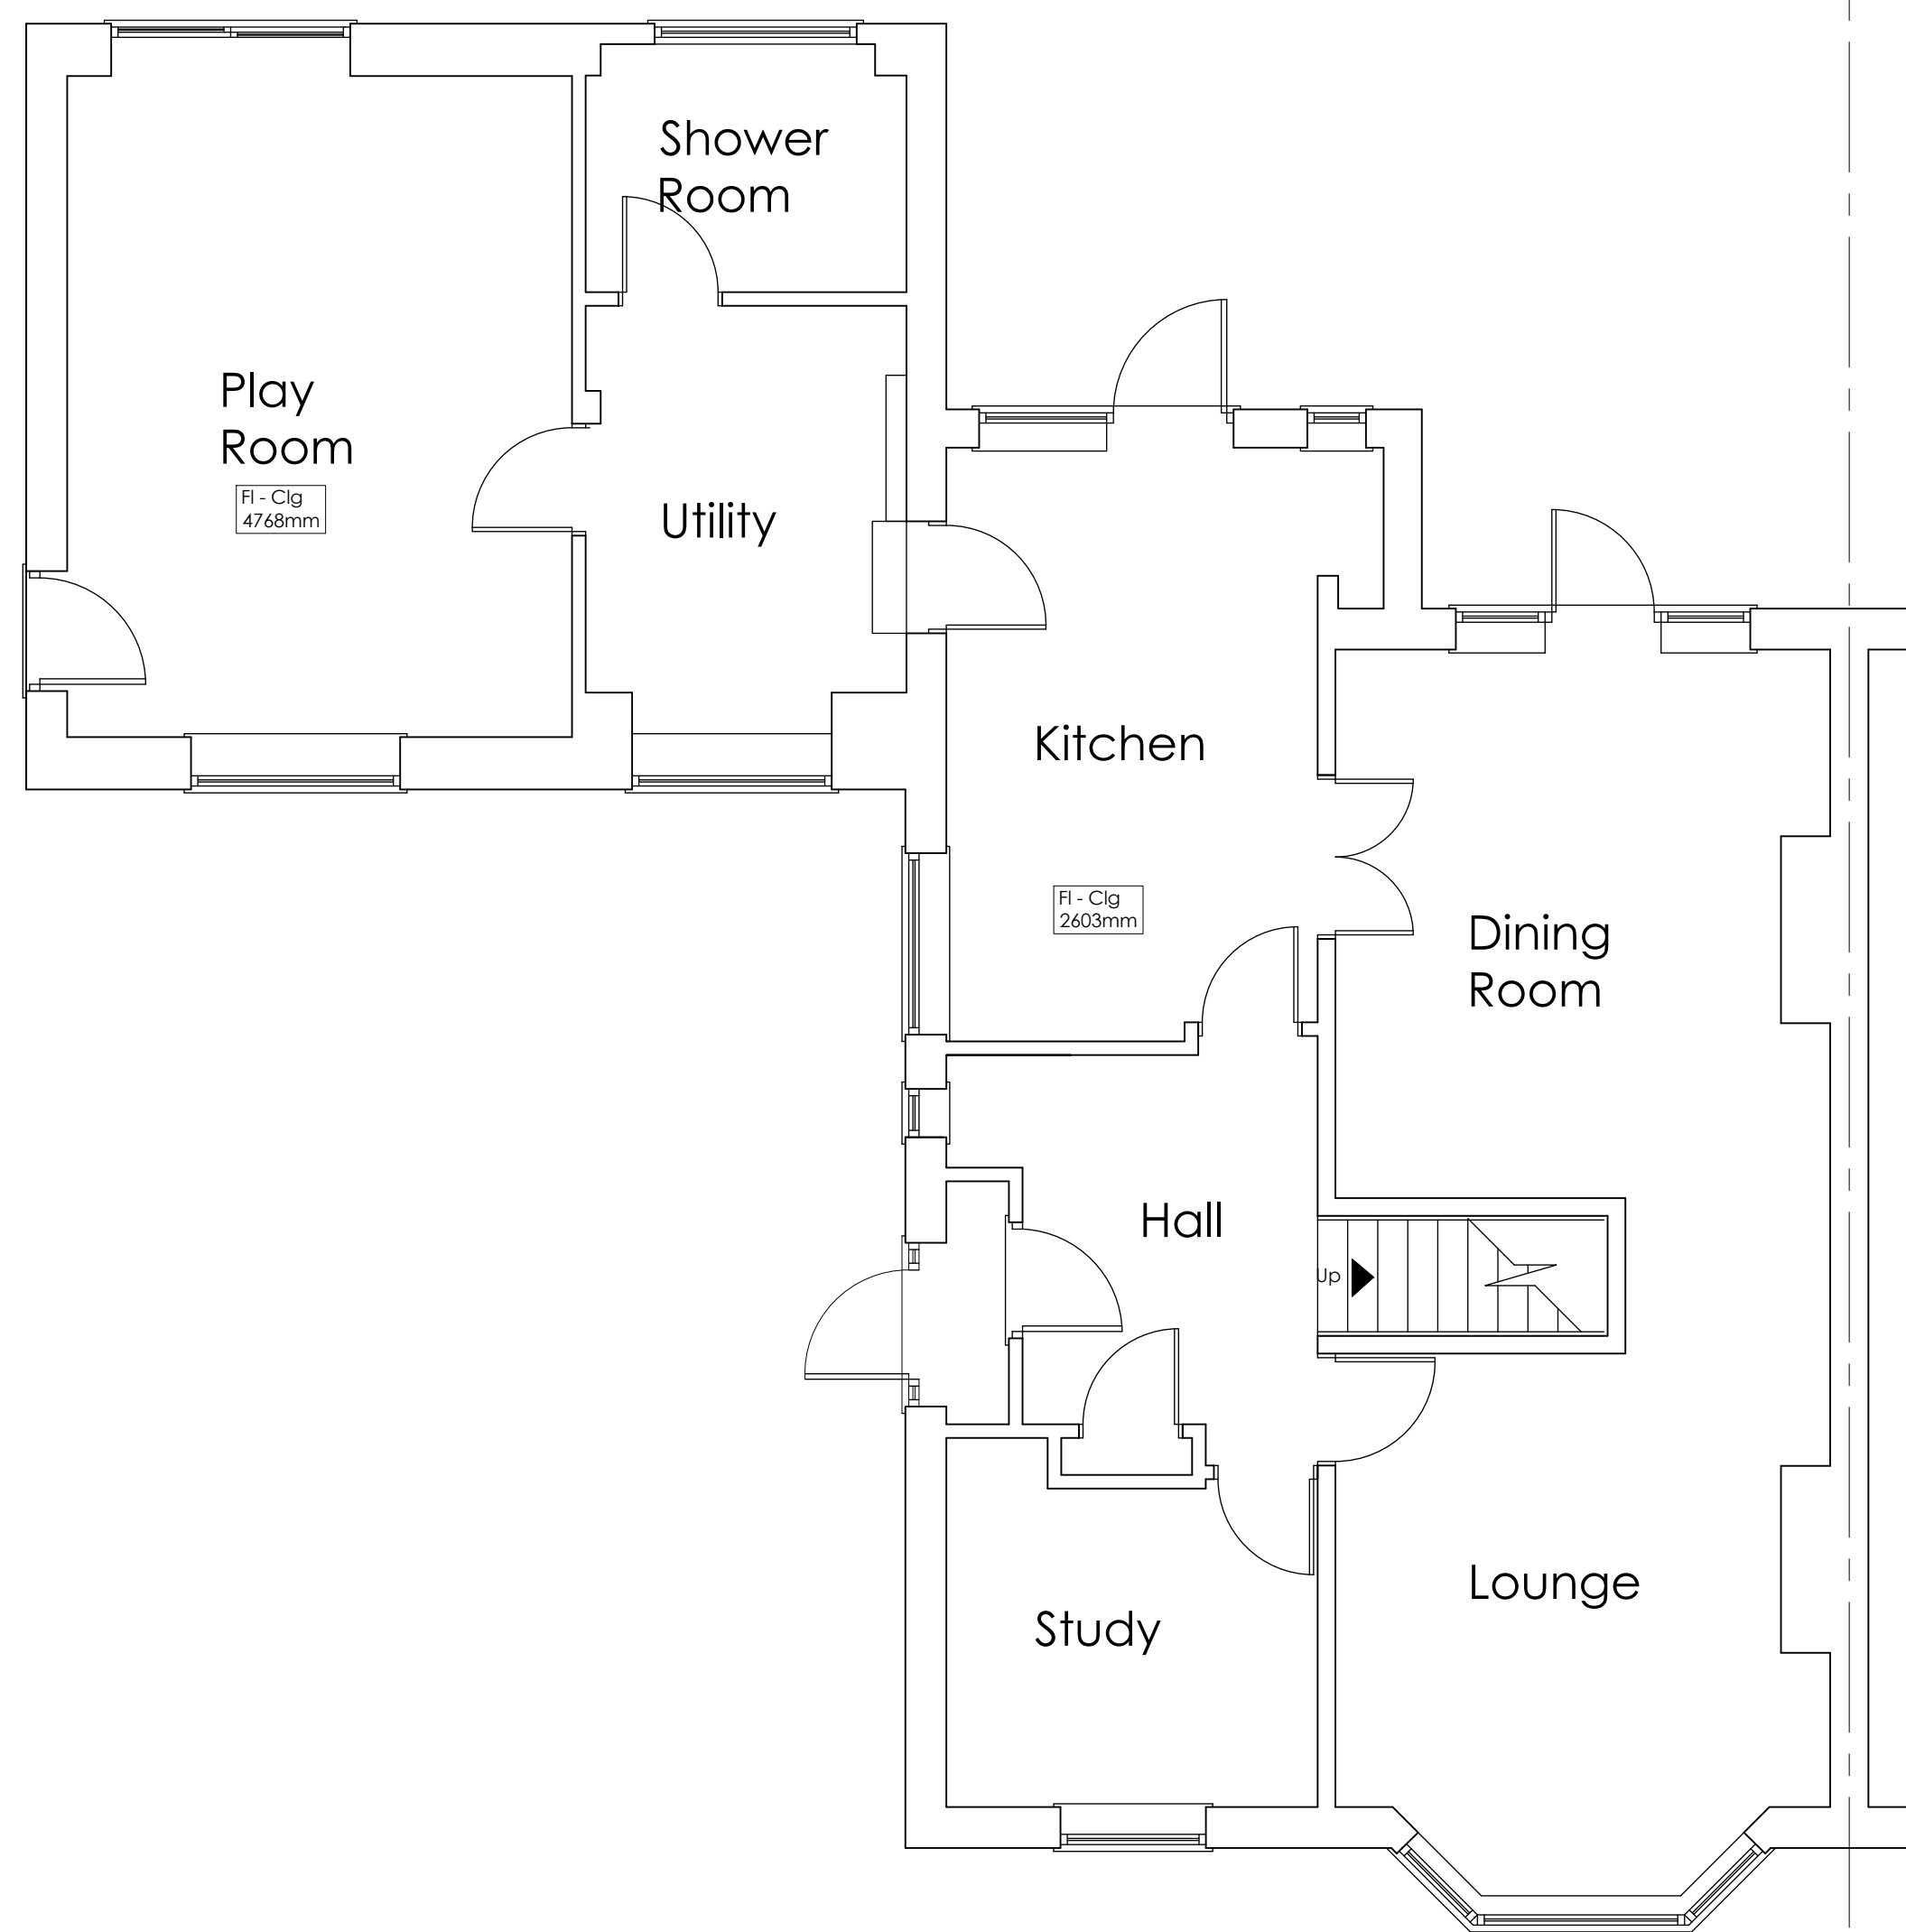 Shower
Room
Play
Room
Fl - Clg
4768mm
Utility
Kitchen
Fl - Clg
2603mm
Dining
Room
Hall
Up
Lounge
Study